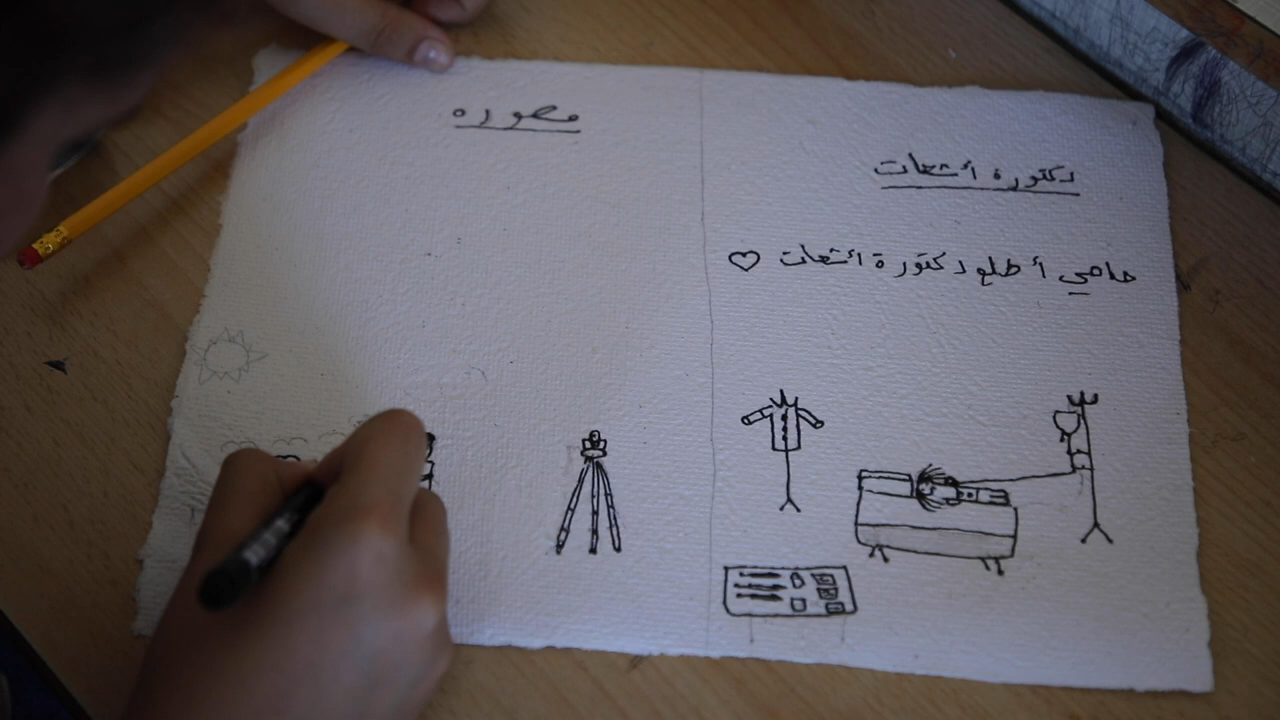 دكتورة أشعات
حلمي أطلع دكتورة أشعات ♡
مصوره